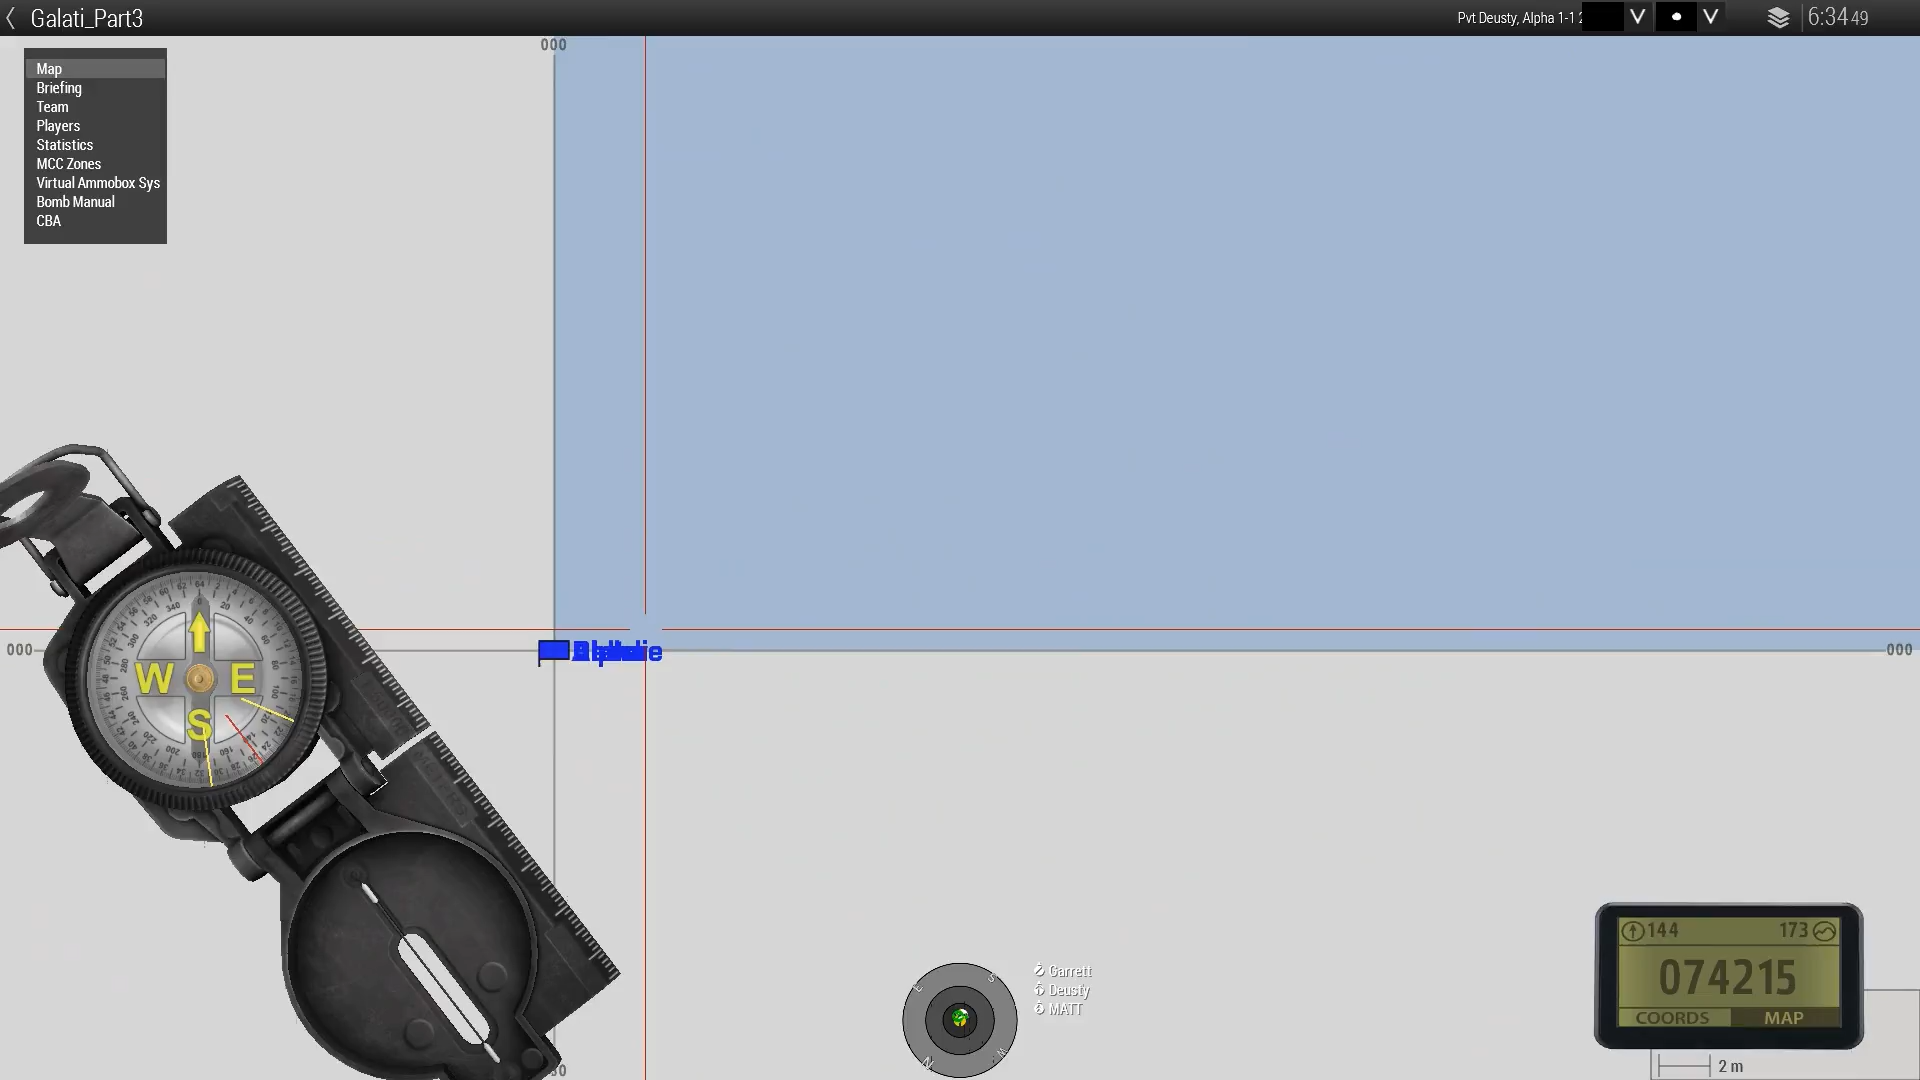 Galati_Part3
Pvt Deusty, Alpha 1-1
V
V
6:34 49
000
Map
Briefing
Team
Players
Statistics
MCC Zones
Virtual Ammobox Sys
Bomb Manual
CBA
000
000
W E
S
Garrett
Deusty
MATT
144 173
074215
COORDS MAP
2 m